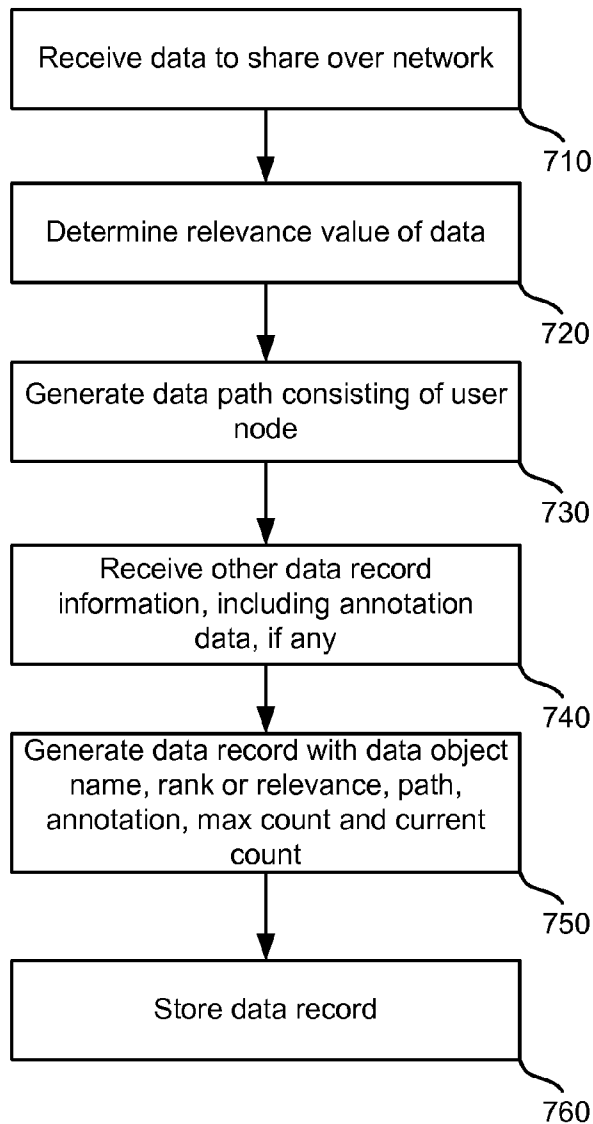 Receive data to share over network
710
Determine relevance value of data
720
Generate data path consisting of user
node
730
Receive other data record
information, including annotation
data, if any
740
Generate data record with data object
name, rank or relevance, path,
annotation, max count and current
count
750
Store data record
760